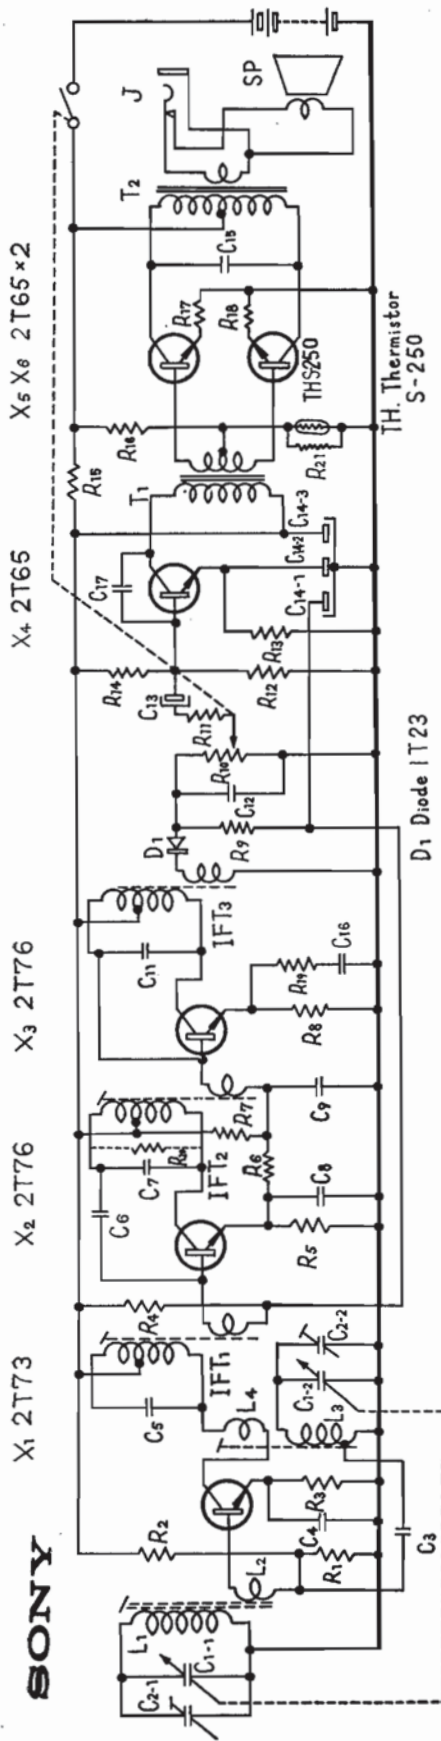 SONY
X₁ 2T73
X₂ 2T76
X₃ 2T76
X₄ 2T65
X₅ X₆ 2T65×2
L₁
C₂₋₁
C₁₋₁
L₂
R₂
R₁
C₄
R₃
C₃
L₄
L₃
C₁₋₂
C₂₋₂
C₅
IFT₁
R₄
C₆
C₇
IFT₂
R₅
C₈
R₆
R₇
C₉
C₁₁
IFT₃
R₈
R₁₉
C₁₆
D₁
R₉
C₁₂
R₁₀
R₁₁
C₁₃
R₁₄
R₁₂
R₁₃
C₁₇
C₁₄₋₁
C₁₄₋₂
C₁₄₋₃
T₁
R₁₅
R₁₆
R₂₁
THS250
R₁₇
R₁₈
C₁₅
T₂
J
SP
D₁ Diode 1T23
TH. Thermistor
S-250